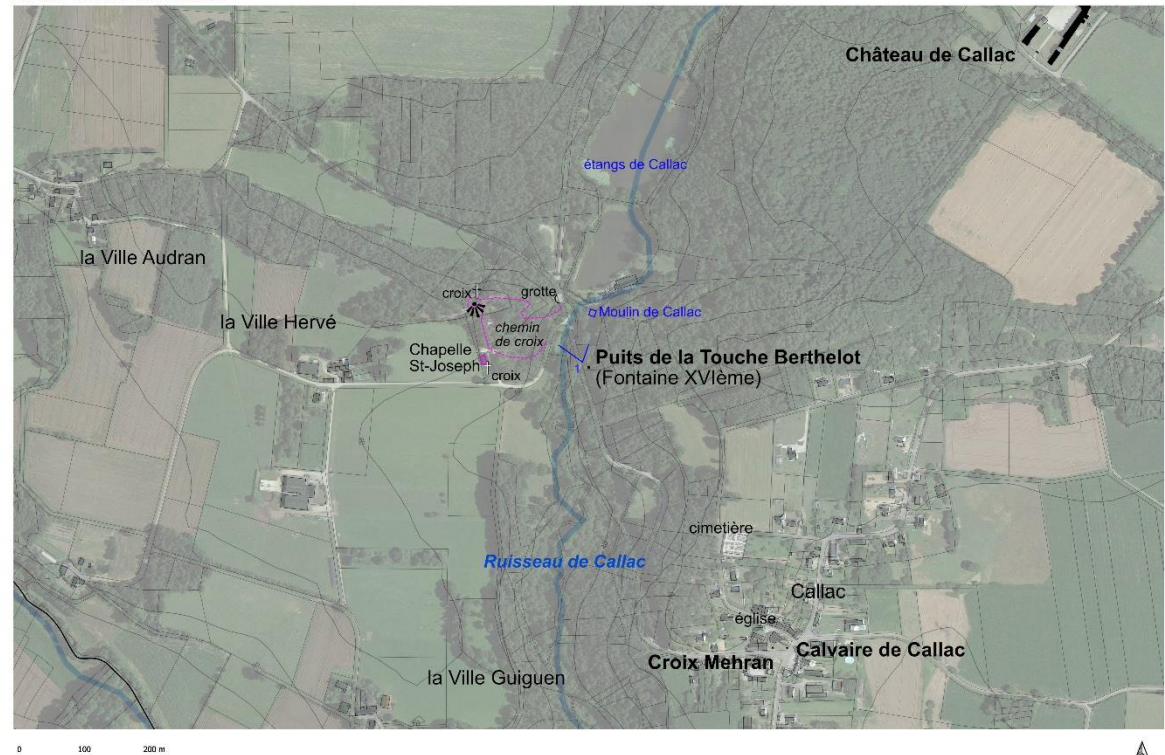 Château de Callac
étangs de Callac
la Ville Audran
croix
grotte
Moulin de Callac
la Ville Hervé
chemin
de croix
Chapelle
St-Joseph
croix
1
Puits de la Touche Berthelot
(Fontaine XVIème)
cimetière
Ruisseau de Callac
Callac
église
Calvaire de Callac
Croix Mehran
la Ville Guiguen
0 100 200 m